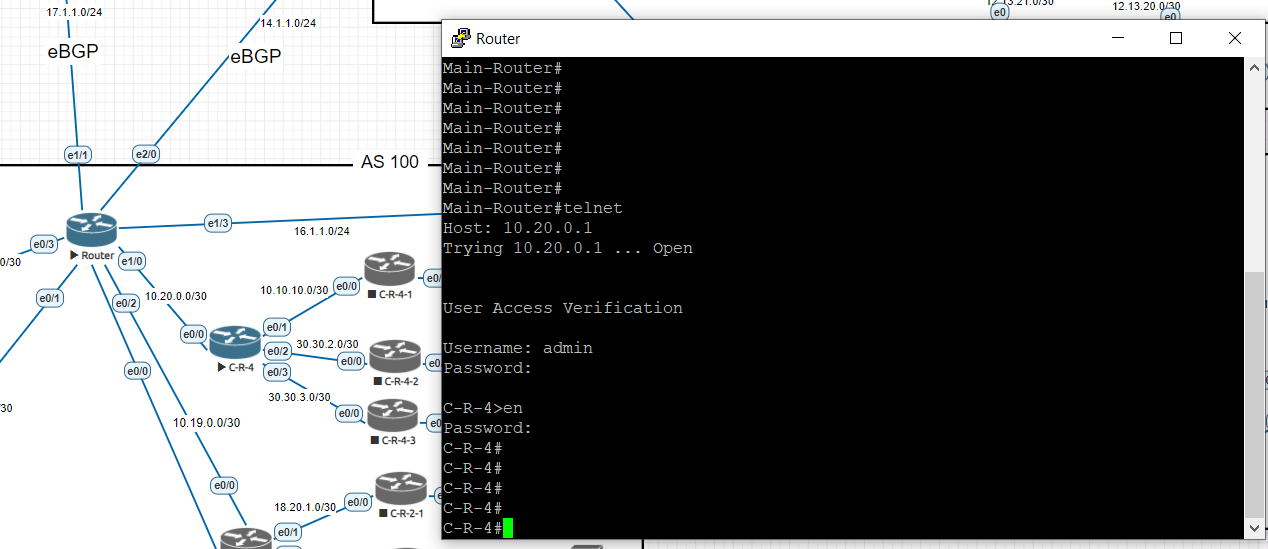 17.1.1.0/24
14.1.1.0/24
eBGP
eBGP
e1/1
e2/0
AS 100
e0
12.13.20.0/30
e0
Router
Main-Router#
Main-Router#
Main-Router#
Main-Router#
Main-Router#
Main-Router#
Main-Router#
Main-Router#telnet
Host: 10.20.0.1
Trying 10.20.0.1 ... Open
User Access Verification
Username: admin
Password:
C-R-4>en
Password:
C-R-4#
C-R-4#
C-R-4#
C-R-4#
C-R-4#
e1/3
16.1.1.0/24
e0/3
Router
0/30
e1/0
e0/1
e0/2
10.20.0.0/30
10.10.10.0/30
e0/0
e0/
C-R-4-1
e0/0
e0/1
e0/2
30.30.2.0/30
e0/0
e0
C-R-4
e0/3
C-R-4-2
e0/0
30.30.3.0/30
e0/0
e0
/30
10.19.0.0/30
C-R-4-3
e0/0
18.20.1.0/30
e0/0
e
C-R-2-1
e0/1